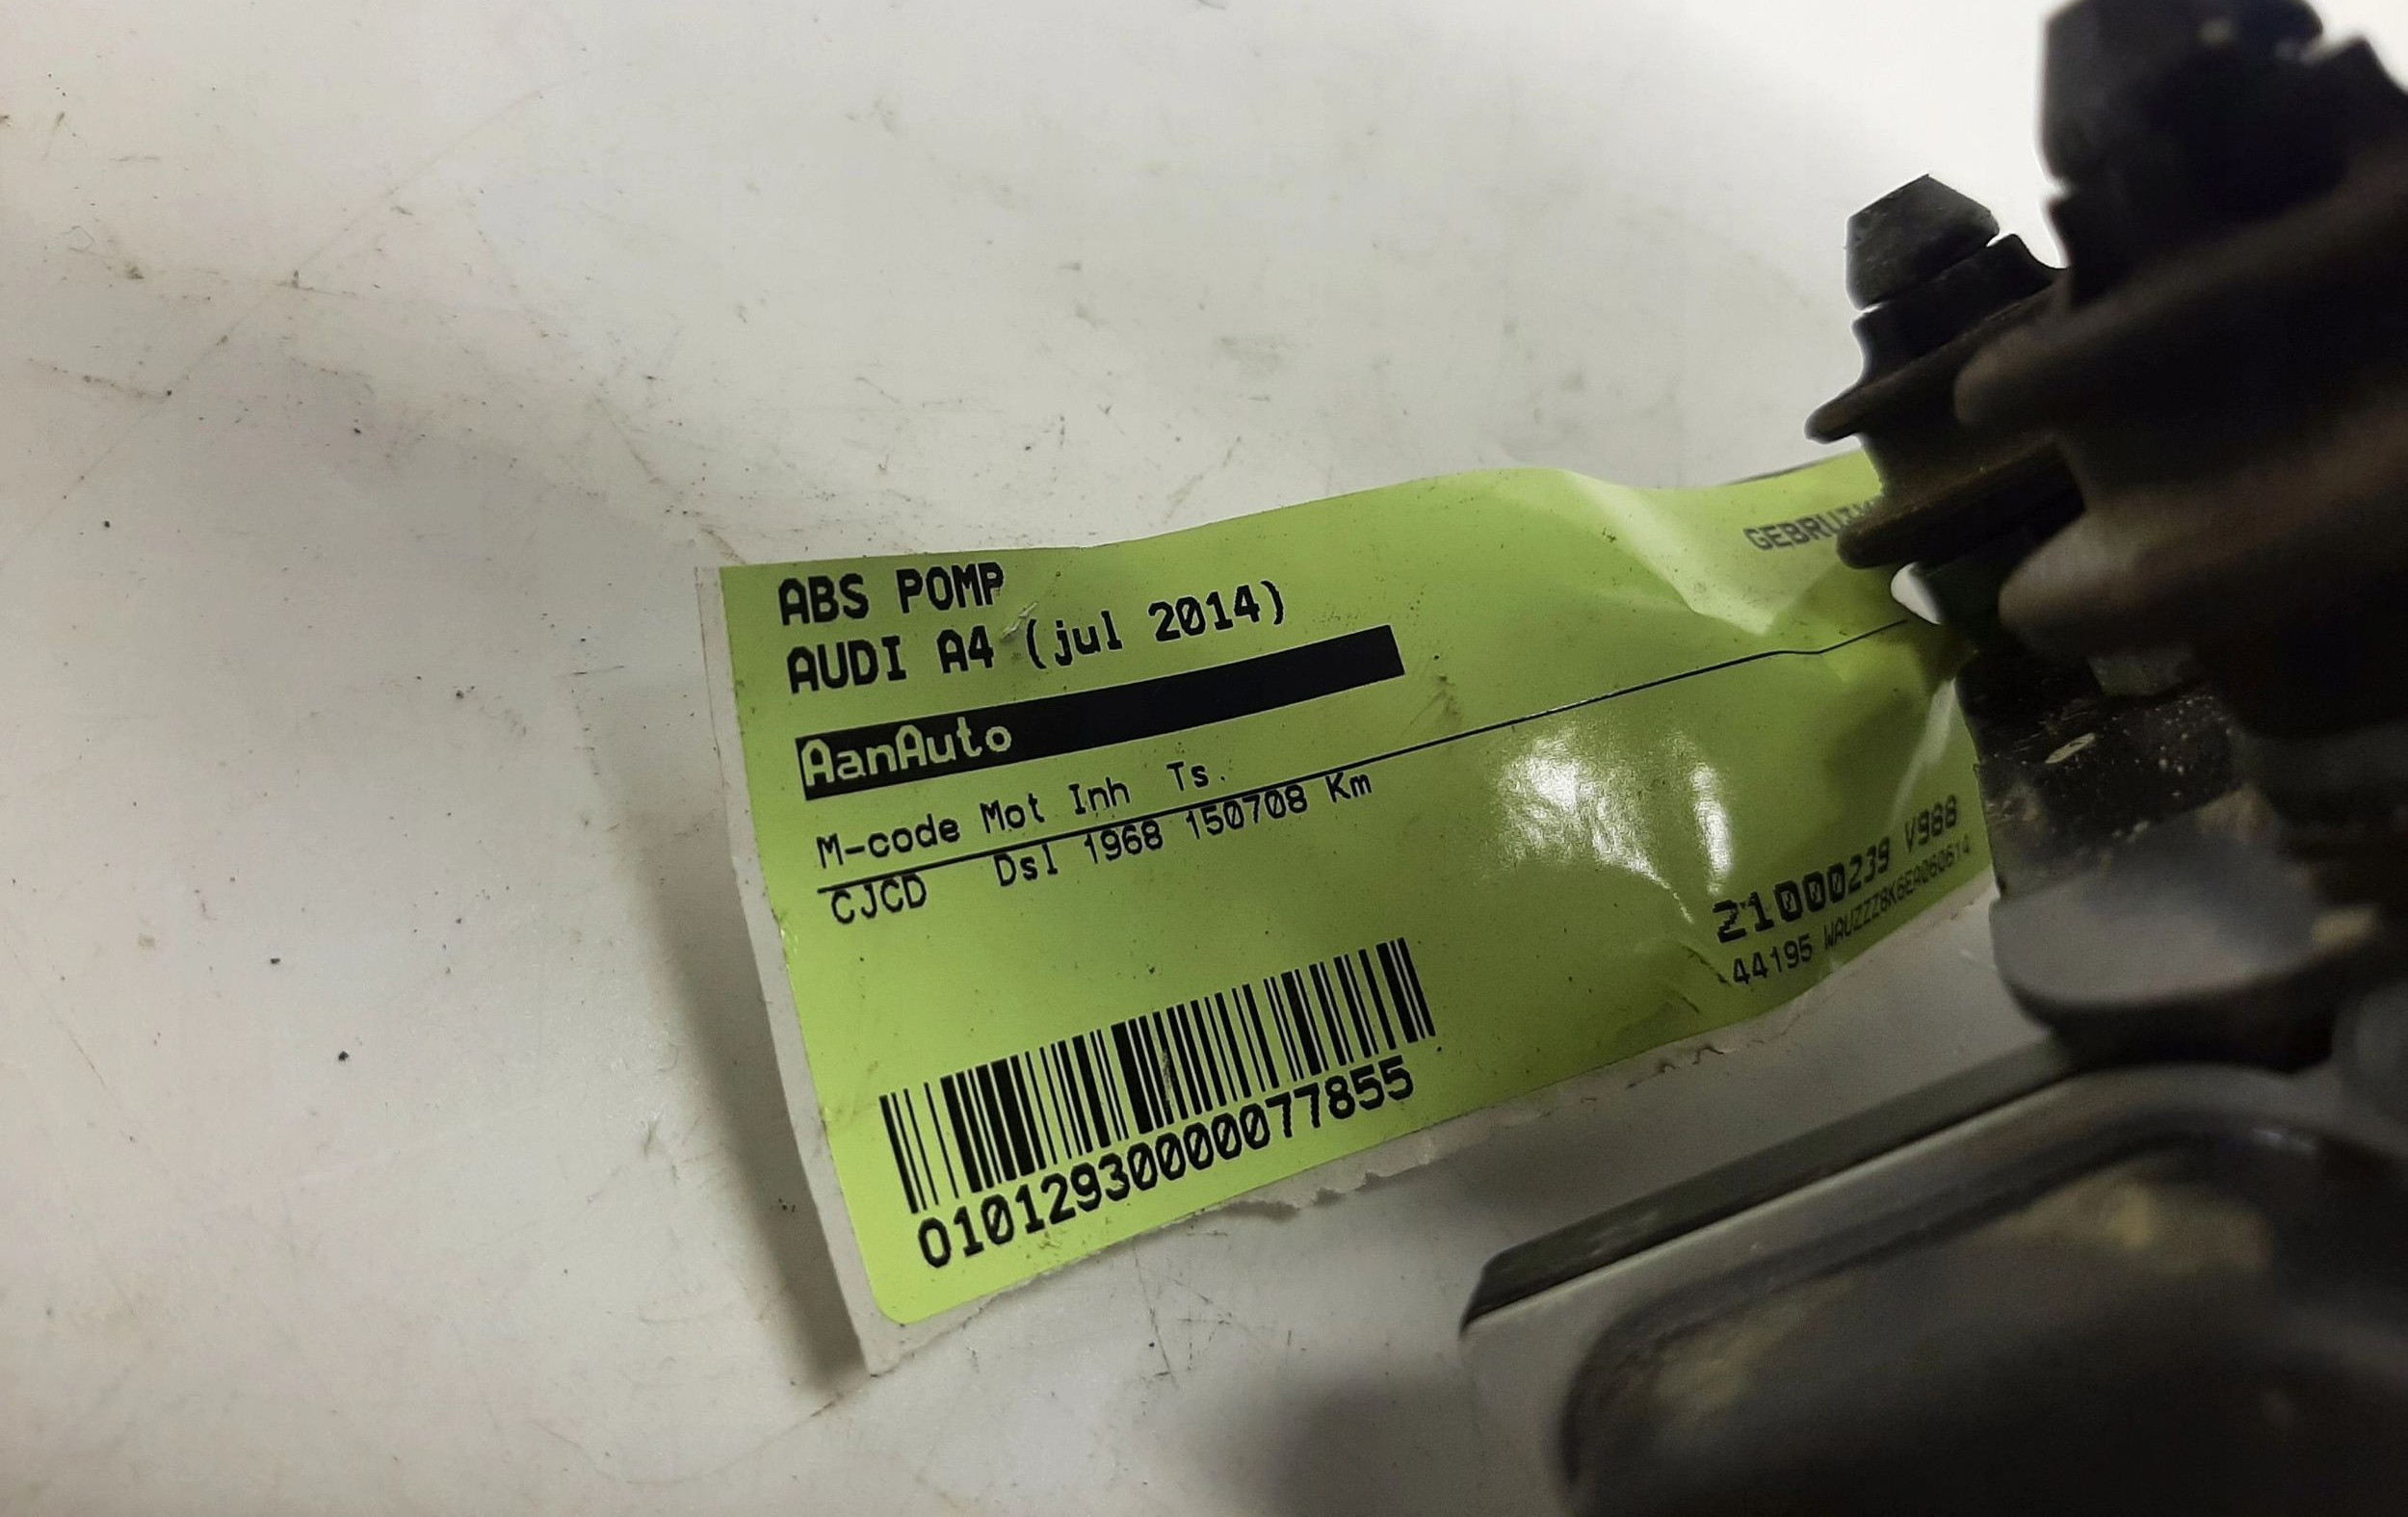 ABS POMP
AUDI A4 (jul 2014)
AanAuto
M-code Mot Inh Ts.
CJCD Dsl 1968 150708 Km
21000239 V988
44195 WAUZZZ8K6EA060614
0101293000077855